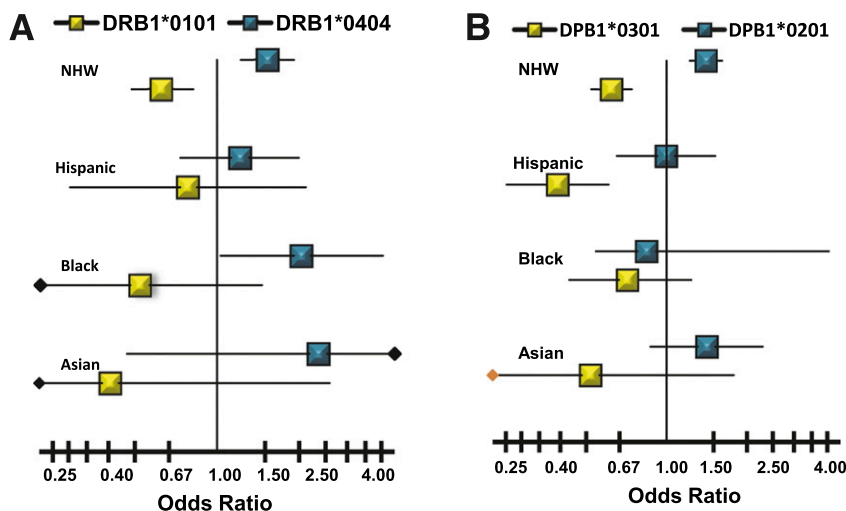 A
DRB1*0101 DRB1*0404
NHW
Hispanic
Black
Asian
0.25 0.40 0.67 1.00 1.50 2.50 4.00
Odds Ratio
B
DPB1*0301 DPB1*0201
NHW
Hispanic
Black
Asian
0.25 0.40 0.67 1.00 1.50 2.50 4.00
Odds Ratio